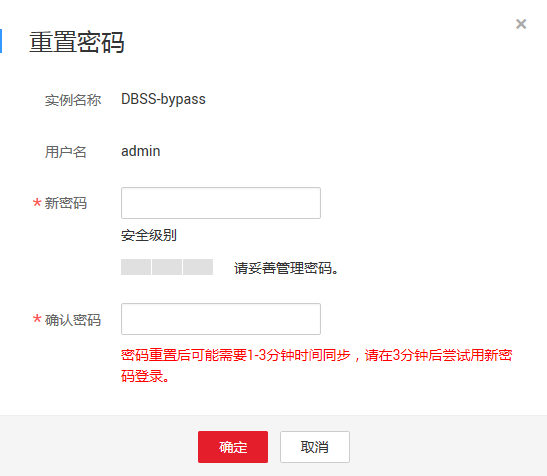 重置密码
实例名称 DBSS-bypass
用户名 admin
*新密码
安全级别
请妥善管理密码。
*确认密码
密码重置后可能需要1-3分钟时间同步，请在3分钟后尝试用新密
码登录。
确定 取消